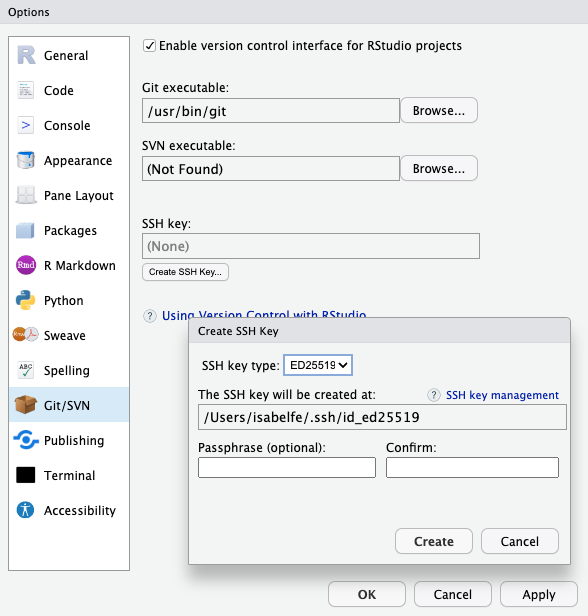 Options
General
Code
Console
Appearance
Pane Layout
Packages
Rmd R Markdown
Python
Sweave
ABC Spelling
Git/SVN
Publishing
Terminal
Accessibility
Enable version control interface for RStudio projects
Git executable:
/usr/bin/git Browse...
SVN executable:
(Not Found) Browse...
SSH key:
(None)
Create SSH Key...
? Using Version Control with RStudio
Create SSH Key
SSH key type: ED25519
The SSH key will be created at: ? SSH key management
/Users/isabelfe/.ssh/id_ed25519
Passphrase (optional): Confirm:
Create Cancel
OK Cancel Apply